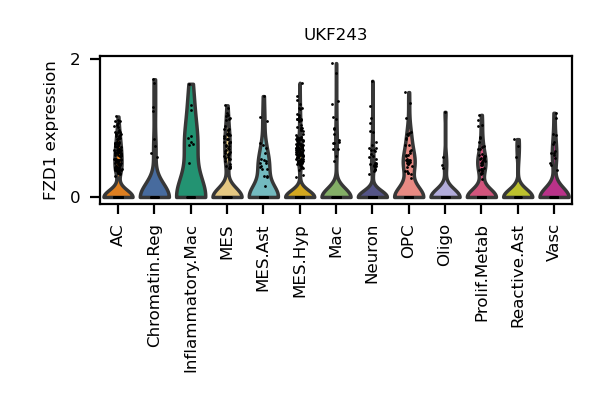 UKF243
FZD1 expression
2
0
AC
Chromatin.Reg
Inflammatory.Mac
MES
MES.Ast
MES.Hyp
Mac
Neuron
OPC
Oligo
Prolif.Metab
Reactive.Ast
Vasc